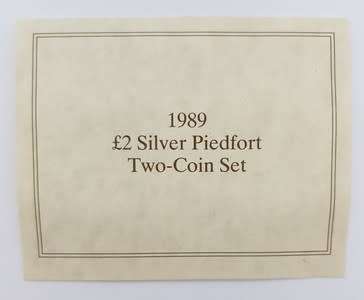 1989
£2 Silver Piedfort
Two-Coin Set